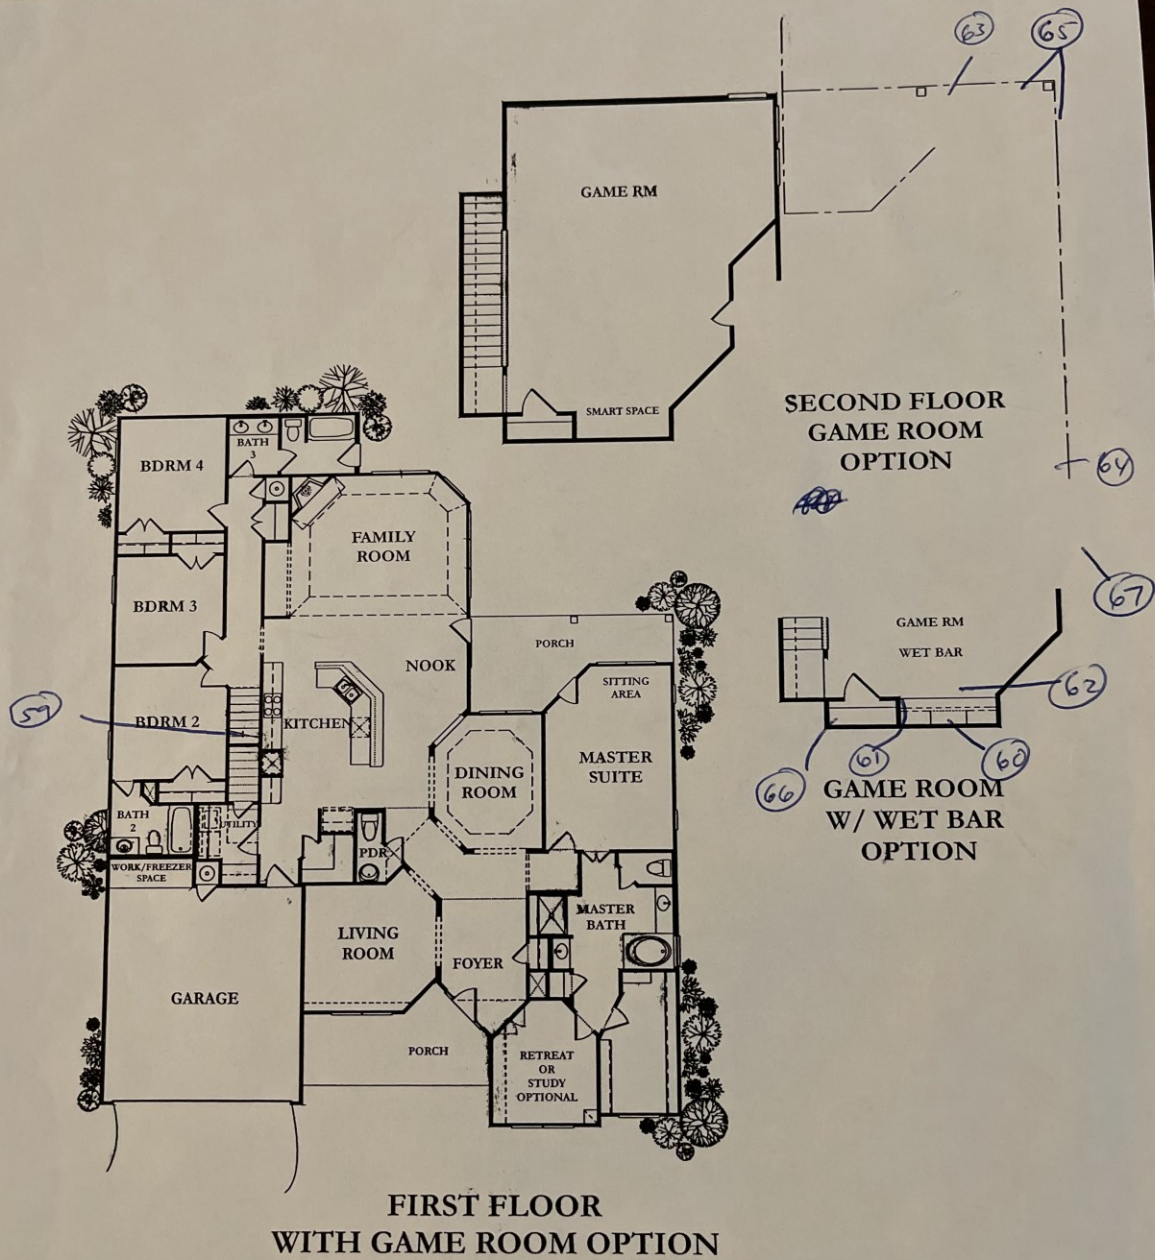 63
65
GAME RM
SMART SPACE
SECOND FLOOR
GAME ROOM
OPTION
64
67
BDRM 4
BATH
3
FAMILY
ROOM
BDRM 3
NOOK
PORCH
SITTING
AREA
GAME RM
WET BAR
62
59
BDRM 2
KITCHEN
DINING
ROOM
MASTER
SUITE
66
61
60
GAME ROOM
W/ WET BAR
OPTION
BATH
2
UTILITY
PDR
WORK/FREEZER
SPACE
LIVING
ROOM
FOYER
MASTER
BATH
GARAGE
PORCH
RETREAT
OR
STUDY
OPTIONAL
FIRST FLOOR
WITH GAME ROOM OPTION